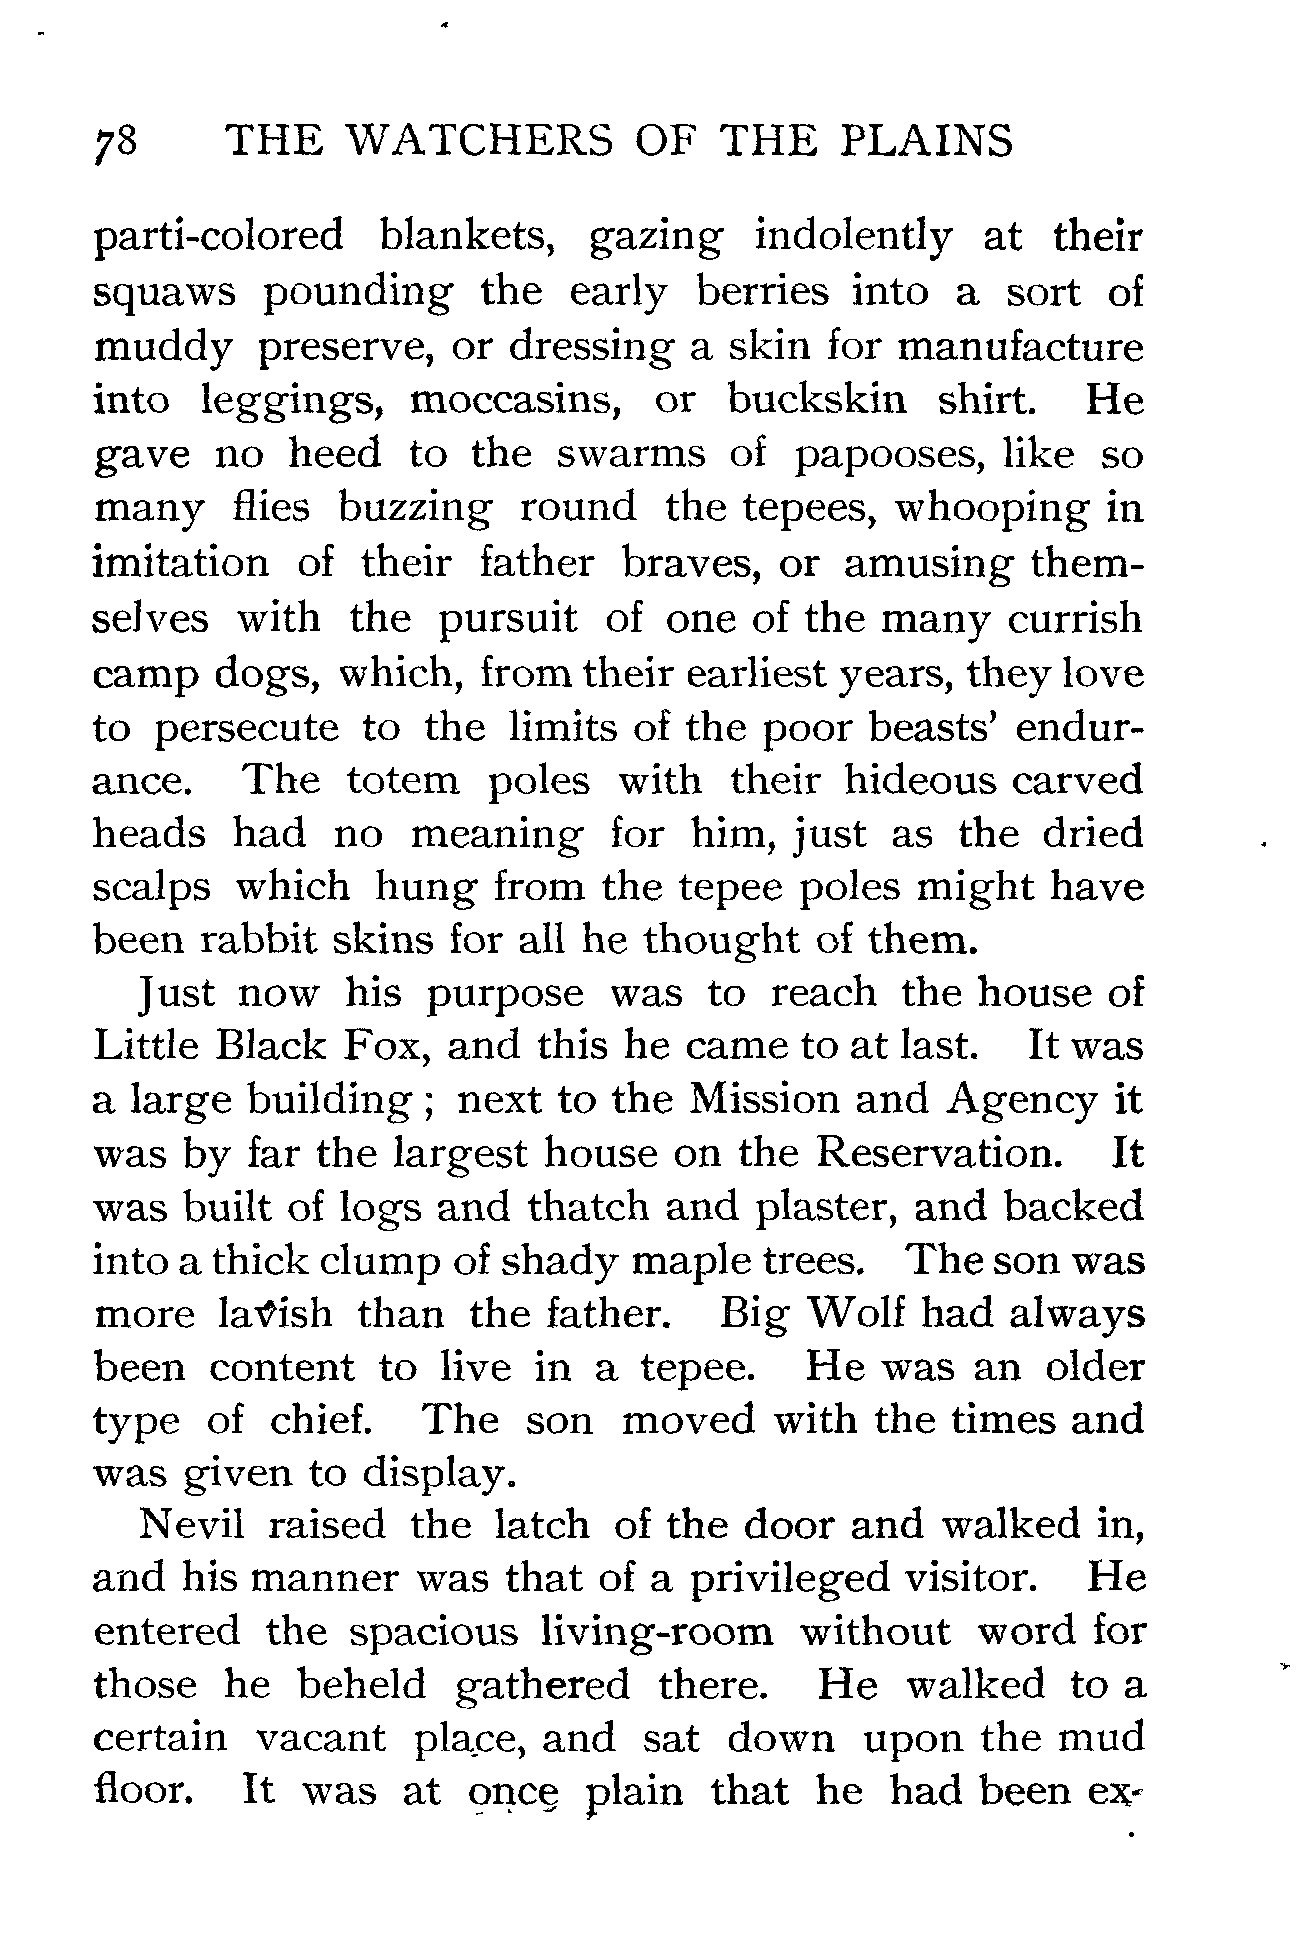 78 THE WATCHERS OF THE PLAINS
parti-colored blankets, gazing indolently at their
squaws pounding the early berries into a sort of
muddy preserve, or dressing a skin for manufacture
into leggings, moccasins, or buckskin shirt. He
gave no heed to the swarms of papooses, like so
many flies buzzing round the tepees, whooping in
imitation of their father braves, or amusing them-
selves with the pursuit of one of the many currish
camp dogs, which, from their earliest years, they love
to persecute to the limits of the poor beasts' endur-
ance. The totem poles with their hideous carved
heads had no meaning for him, just as the dried
scalps which hung from the tepee poles might have
been rabbit skins for all he thought of them.
Just now his purpose was to reach the house of
Little Black Fox, and this he came to at last. It was
a large building ; next to the Mission and Agency it
was by far the largest house on the Reservation. It
was built of logs and thatch and plaster, and backed
into a thick clump of shady maple trees. The son was
more lavish than the father. Big Wolf had always
been content to live in a tepee. He was an older
type of chief. The son moved with the times and
was given to display.
Nevil raised the latch of the door and walked in,
and his manner was that of a privileged visitor. He
entered the spacious living-room without word for
those he beheld gathered there. He walked to a
certain vacant place, and sat down upon the mud
floor. It was at once plain that he had been ex-